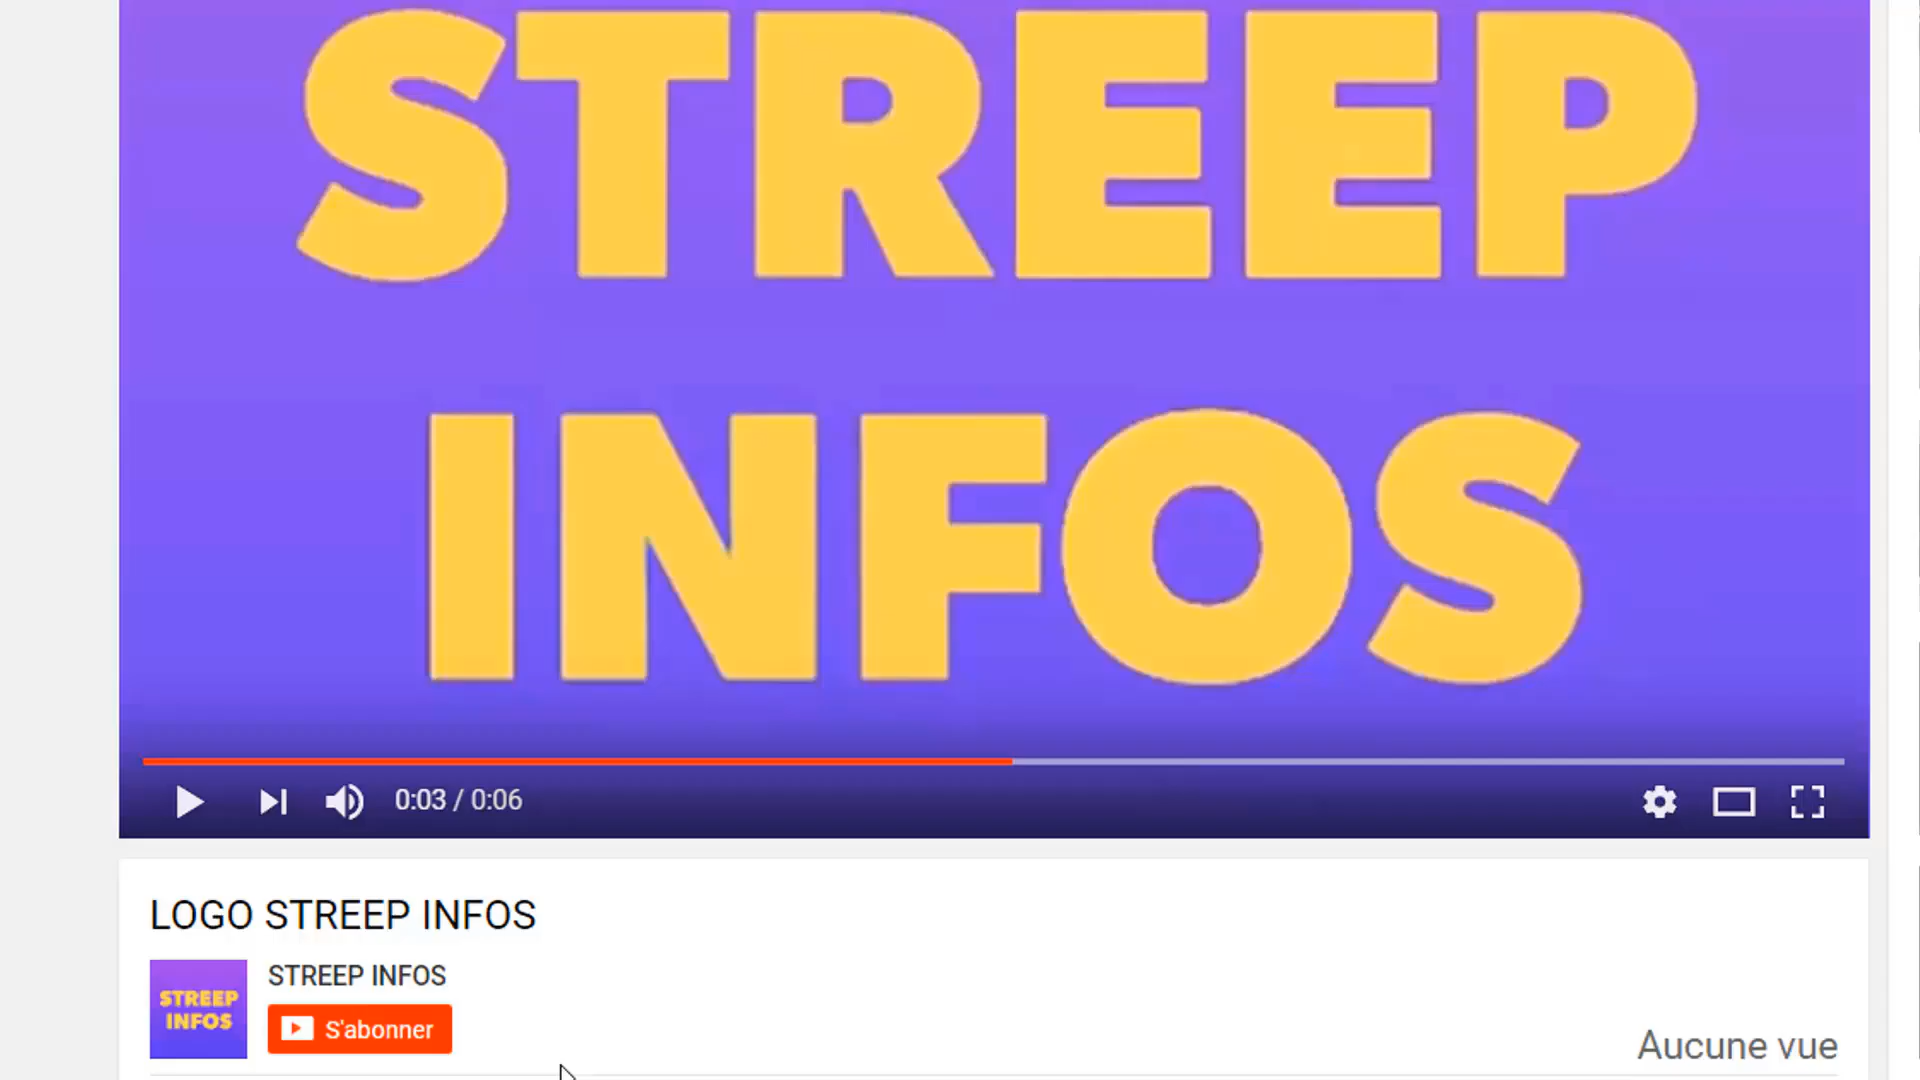 STREEP
INFOS
0:03 / 0:06
LOGO STREEP INFOS
STREEP INFOS
STREEP
INFOS
S'abonner
Aucune vue